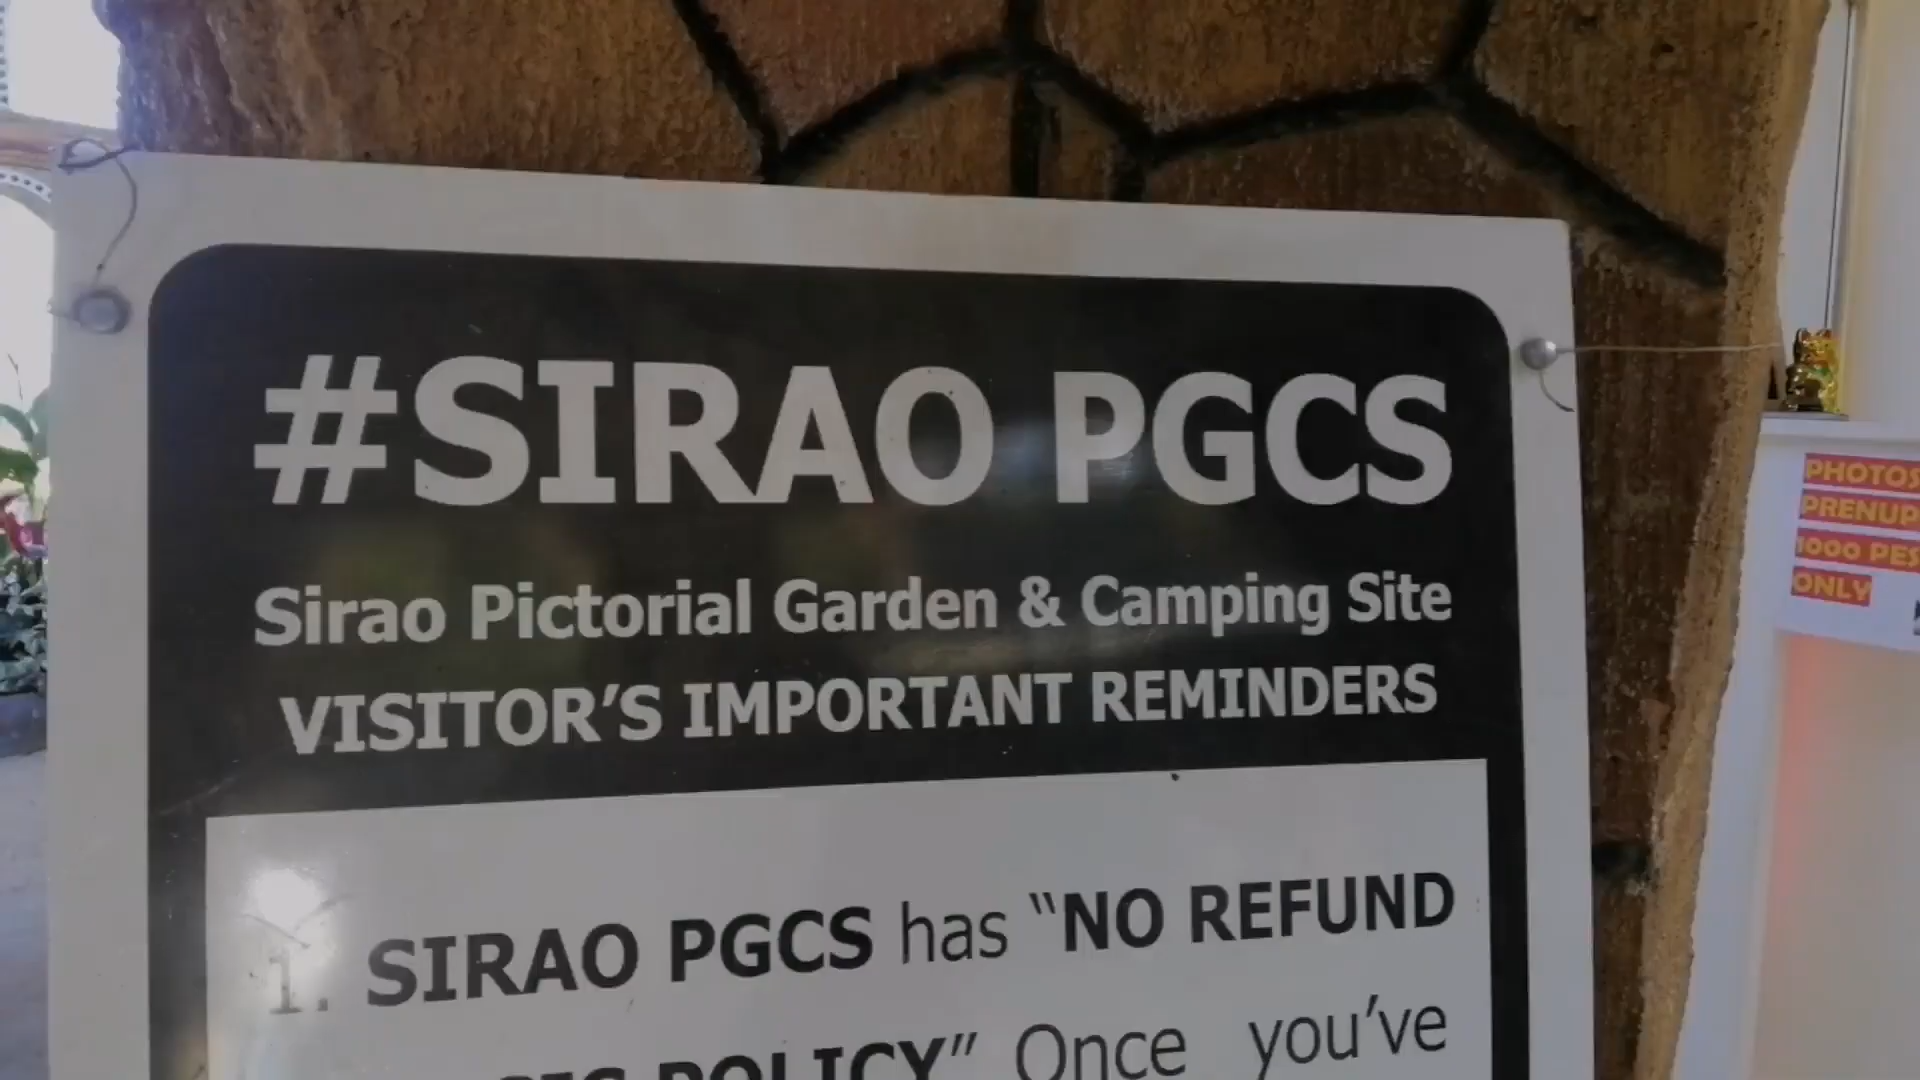 #SIRAO PGCS
Sirao Pictorial Garden & Camping Site
VISITOR'S IMPORTANT REMINDERS
1. SIRAO PGCS has “NO REFUND
POLICY” Once you've
PHOTOS
PRENUP
1000 PES
ONLY